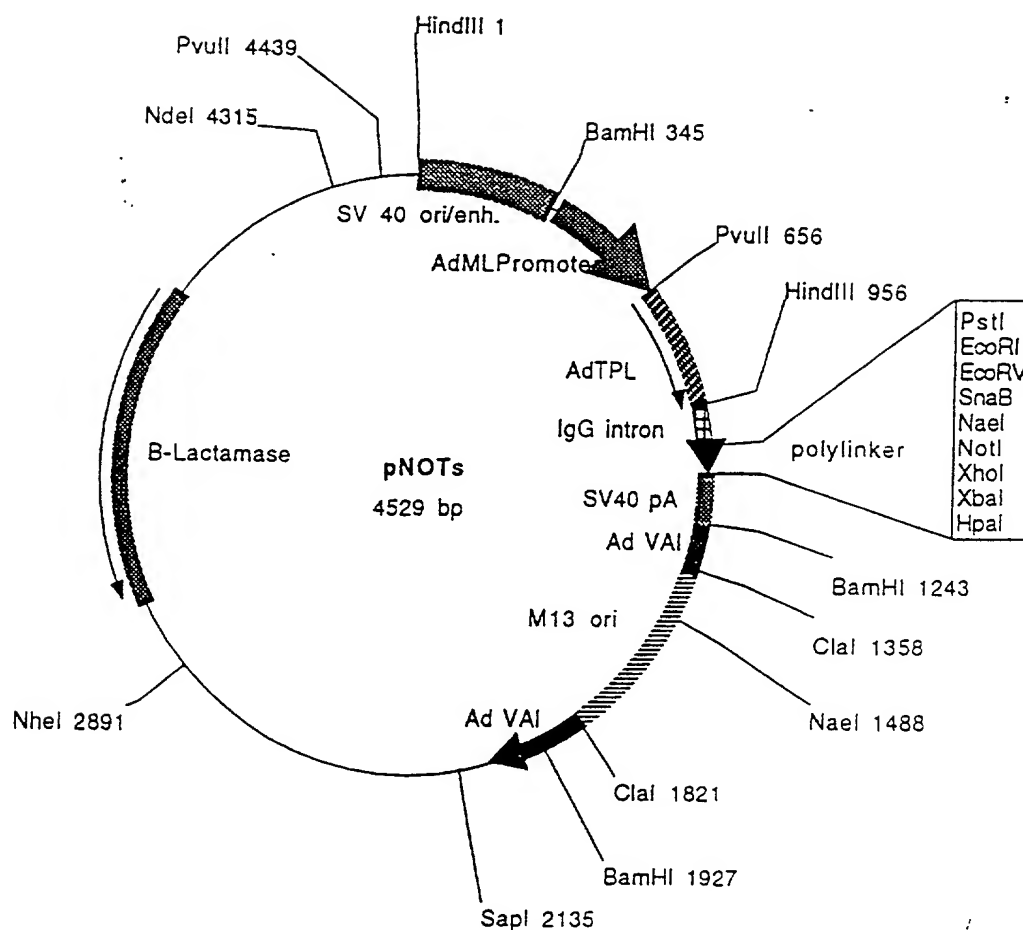 HindIII 1
PvuII 4439
NdeI 4315
BamHI 345
SV 40 ori/enh.
AdMLPromoter
PvuII 656
HindIII 956
AdTPL
IgG intron
polylinker
PstI
EcoRI
EcoRV
SnaB
NaeI
NotI
XhoI
XbaI
HpaI
B-Lactamase
pNOTs
4529 bp
SV40 pA
Ad VAI
BamHI 1243
M13 ori
ClaI 1358
NaeI 1488
NheI 2891
Ad VAI
ClaI 1821
BamHI 1927
SapI 2135